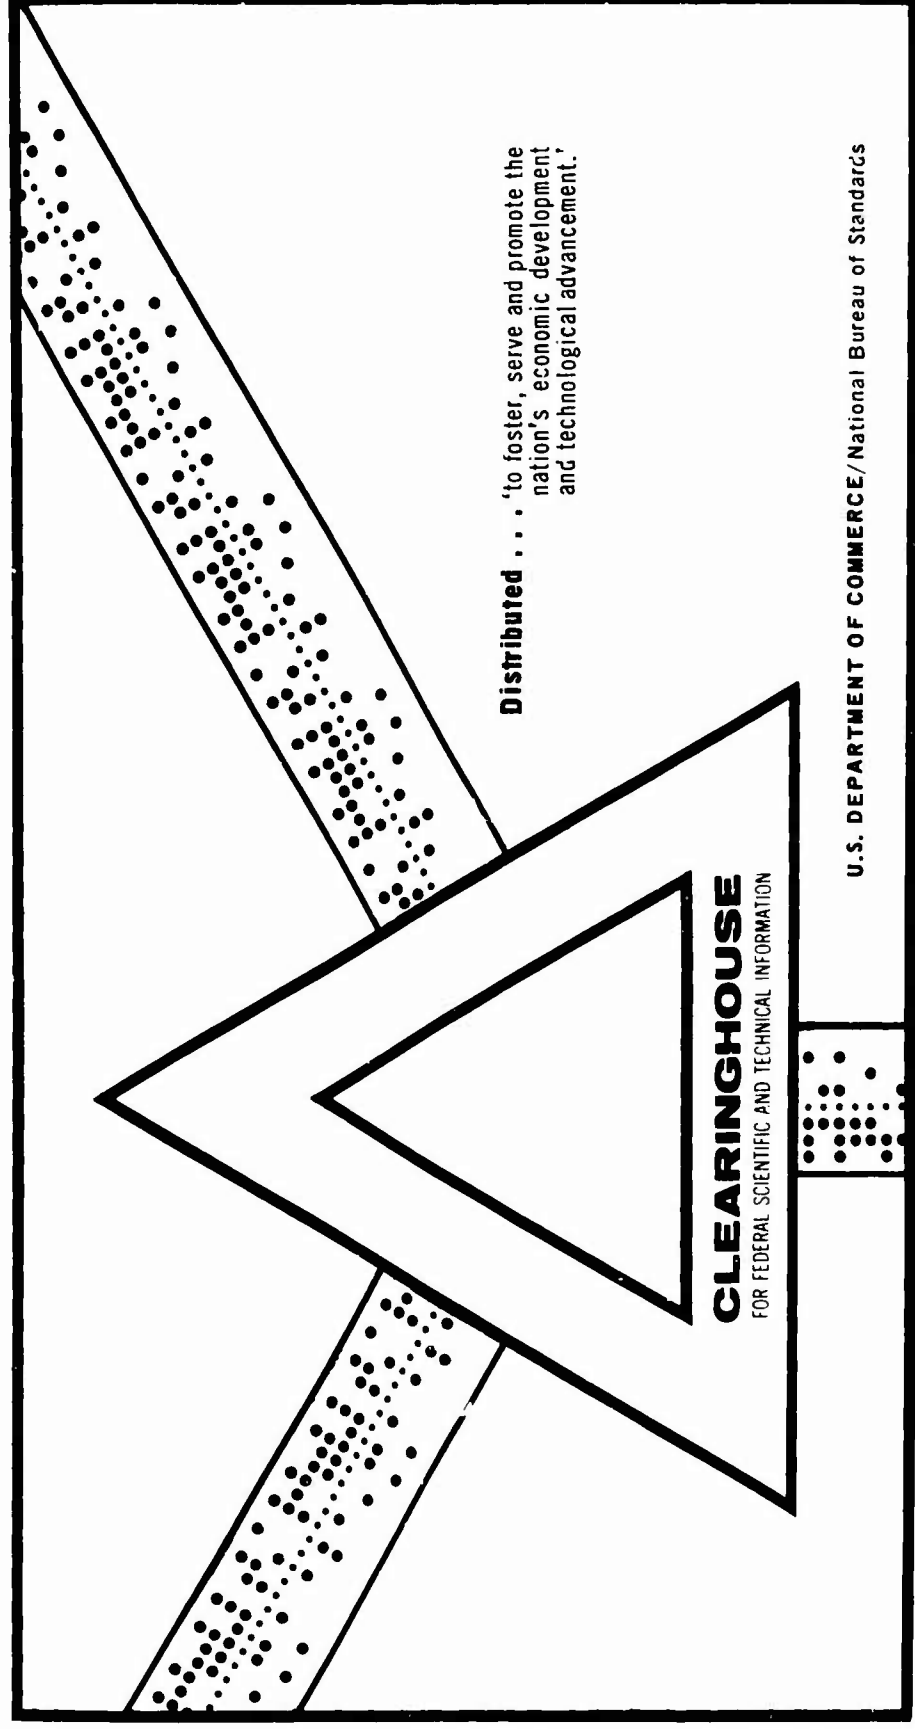 Distributed . . . 'to foster, serve and promote the
nation's economic development
and technological advancement.'
CLEARINGHOUSE
FOR FEDERAL SCIENTIFIC AND TECHNICAL INFORMATION
U.S. DEPARTMENT OF COMMERCE/National Bureau of Standards